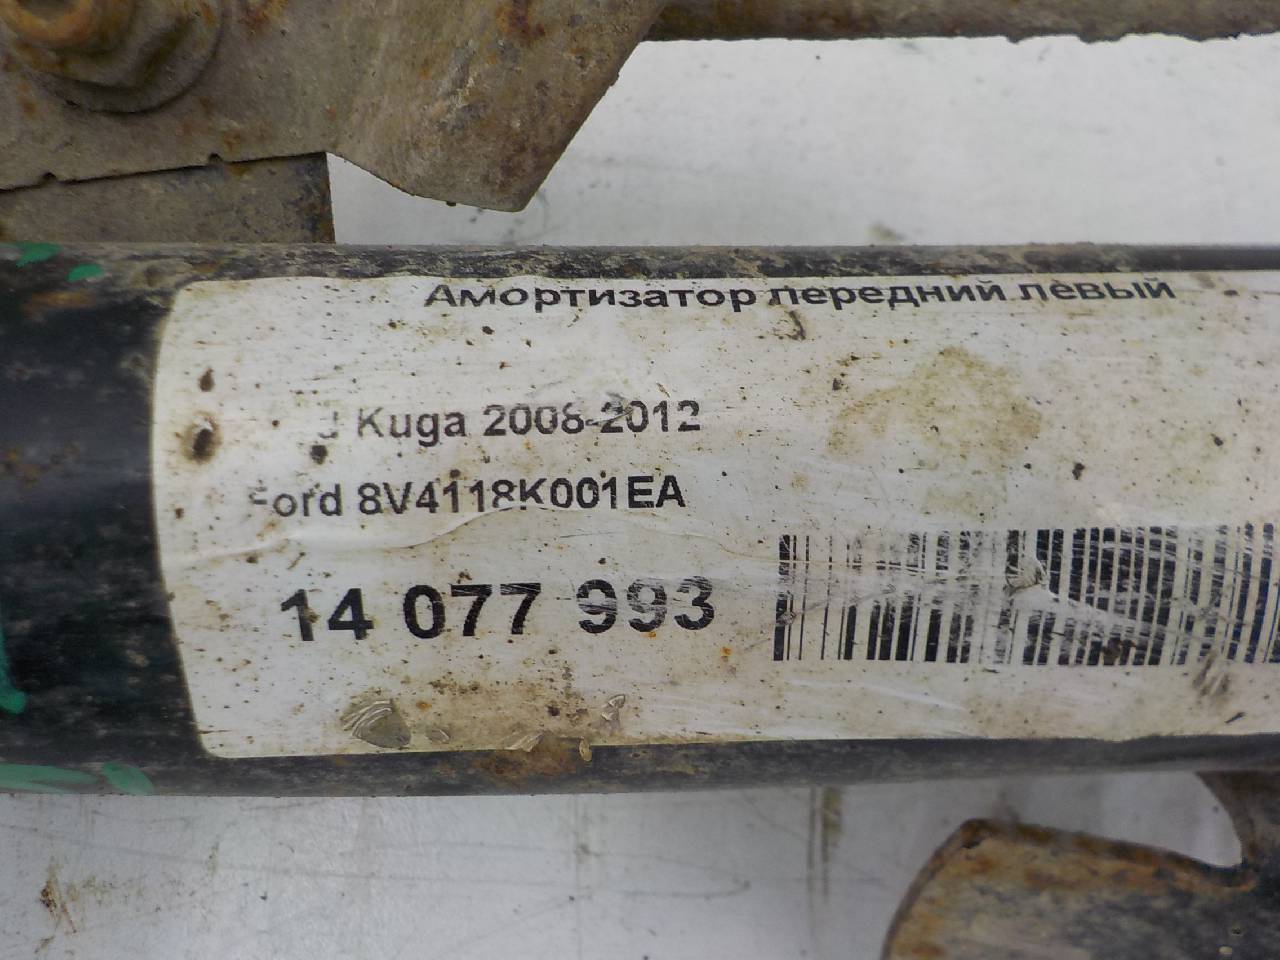 Амортизатор передний левый
Kuga 2008-2012
Ford 8V4118K001EA
14 077 993